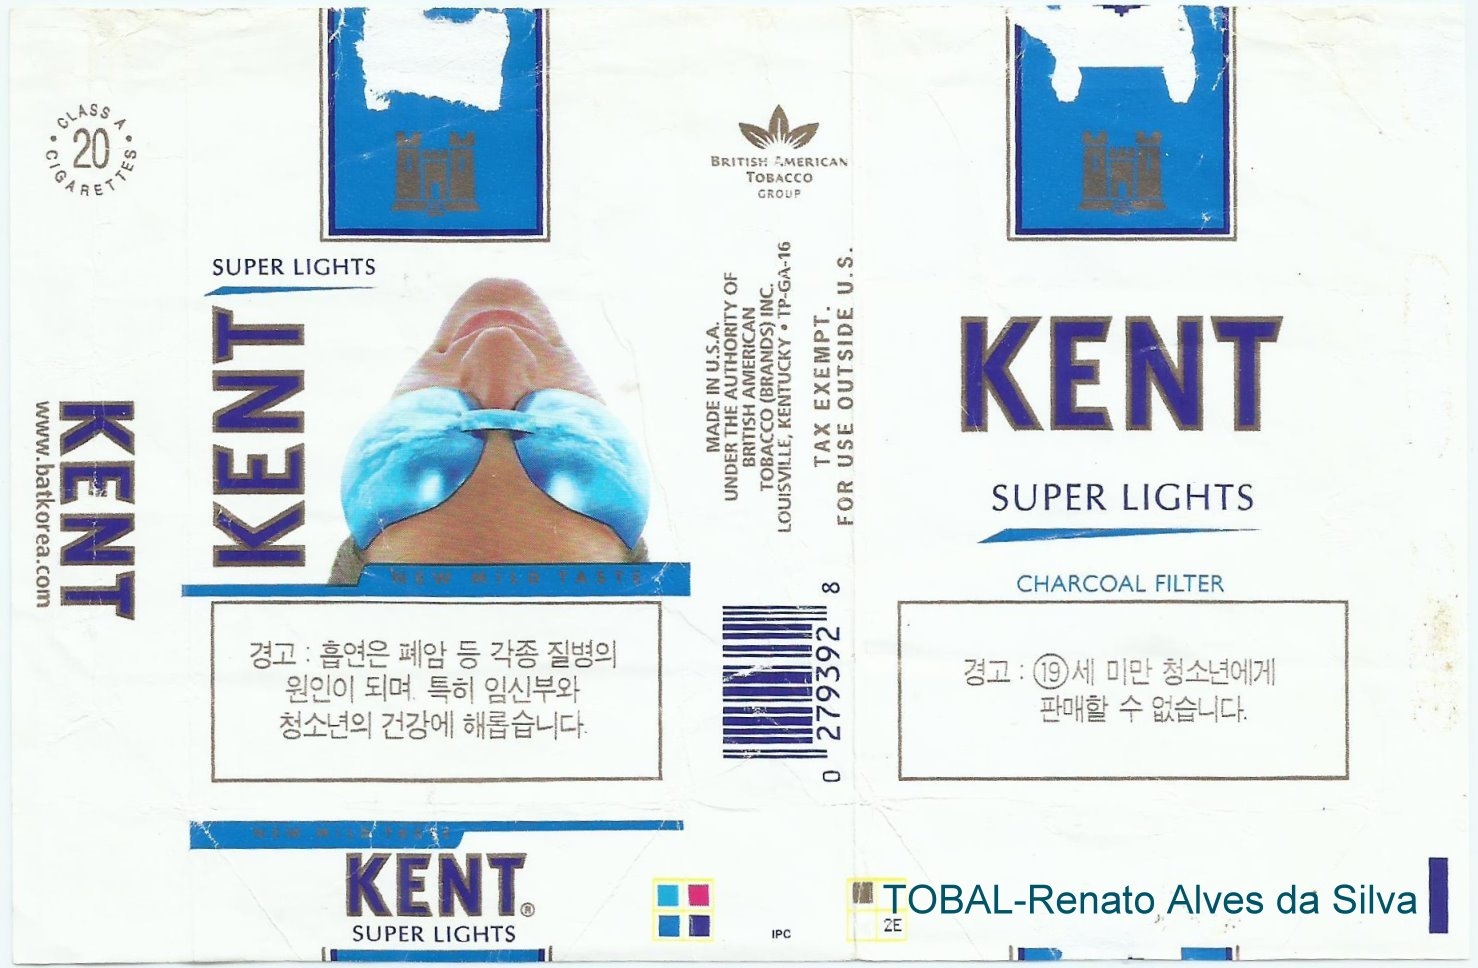 CLASS A
20
CIGARETTES
KENT
www.batkorea.com
SUPER LIGHTS
KENT
NEW MILD TASTE
경고 : 흡연은 폐암 등 각종 질병의
원인이 되며, 특히 임신부와
청소년의 건강에 해롭습니다.
NEW MILD TASTE
KENT®
SUPER LIGHTS
BRITISH AMERICAN
TOBACCO
GROUP
MADE IN U.S.A.
UNDER THE AUTHORITY OF
BRITISH AMERICAN
TOBACCO (BRANDS) INC.
LOUISVILLE, KENTUCKY • TP-GA-16
TAX EXEMPT.
FOR USE OUTSIDE U.S.
0 279392 8
IPC
KENT
SUPER LIGHTS
CHARCOAL FILTER
경고 : ⑲세 미만 청소년에게
판매할 수 없습니다.
2E
TOBAL-Renato Alves da Silva